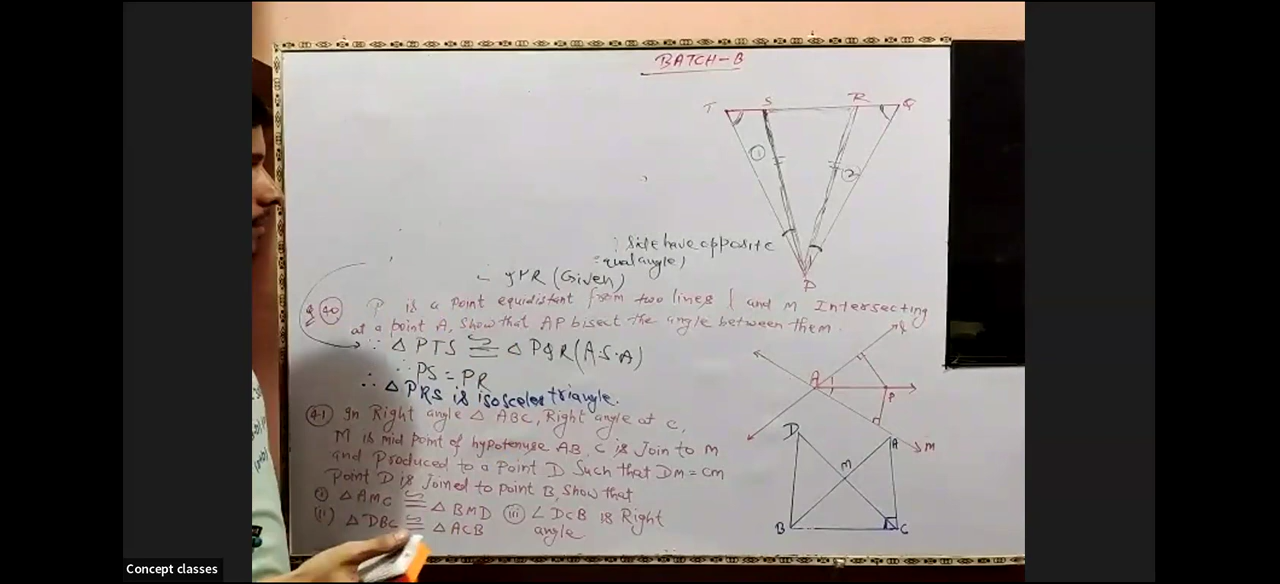 BATCH-B
T S R Q
1 2
side have opposite
equal angle)
(Given)
P
Q 40 P is a point equidistant from two lines l and m Intersecting
at a point A, Show that AP bisect the angle between them.
∵ △ PTS ≅ △ PQR (A.S.A)
∴ PS = PR
∴ △ PRS is isosceles triangle.
l
A P
m
41 In Right angle △ ABC, Right angle at C,
M is mid point of hypotenuse AB, C is Join to M
and Produced to a point D Such that DM = CM
Point D is Joined to point B, Show that
(i) △ AMC ≅ △ BMD (iii) ∠ DCB is Right
(ii) △ DBC ≅ △ ACB angle
D A
M
B C
Concept classes